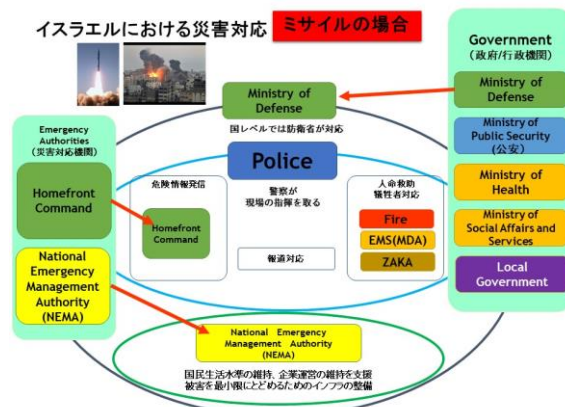 イスラエルにおける災害対応
ミサイルの場合
Government
(政府/行政機関)
Ministry of
Defense
Ministry of
Public Security
(公安)
Ministry of
Health
Ministry of
Social Affairs and
Services
Local
Government
Ministry of
Defense
国レベルでは防衛省が対応
Emergency
Authorities
(災害対応機関)
Homefront
Command
National
Emergency
Management
Authority
(NEMA)
Police
警察が
現場の指揮を取る
危険情報発信
Homefront
Command
報道対応
人命救助
犠牲者対応
Fire
EMS(MDA)
ZAKA
National Emergency
Management Authority
(NEMA)
国民生活水準の維持、企業運営の維持を支援
被害を最小限にとどめるためのインフラの整備